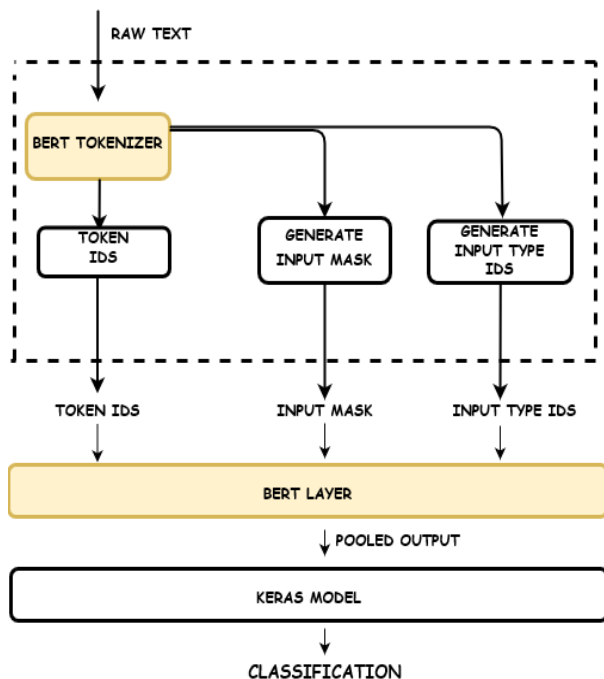 RAW TEXT
BERT TOKENIZER
TOKEN
IDS
GENERATE
INPUT MASK
GENERATE
INPUT TYPE
IDS
TOKEN IDS
INPUT MASK
INPUT TYPE IDS
BERT LAYER
POOLED OUTPUT
KERAS MODEL
CLASSIFICATION